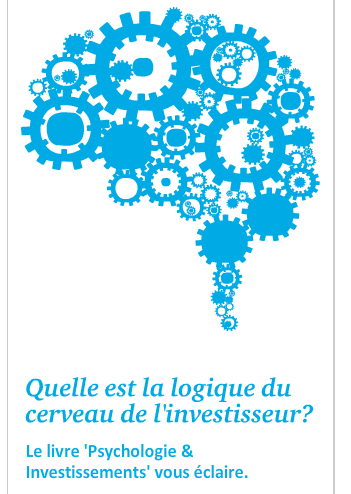 Quelle est la logique du
cerveau de l'investisseur?
Le livre 'Psychologie &
Investissements' vous éclaire.